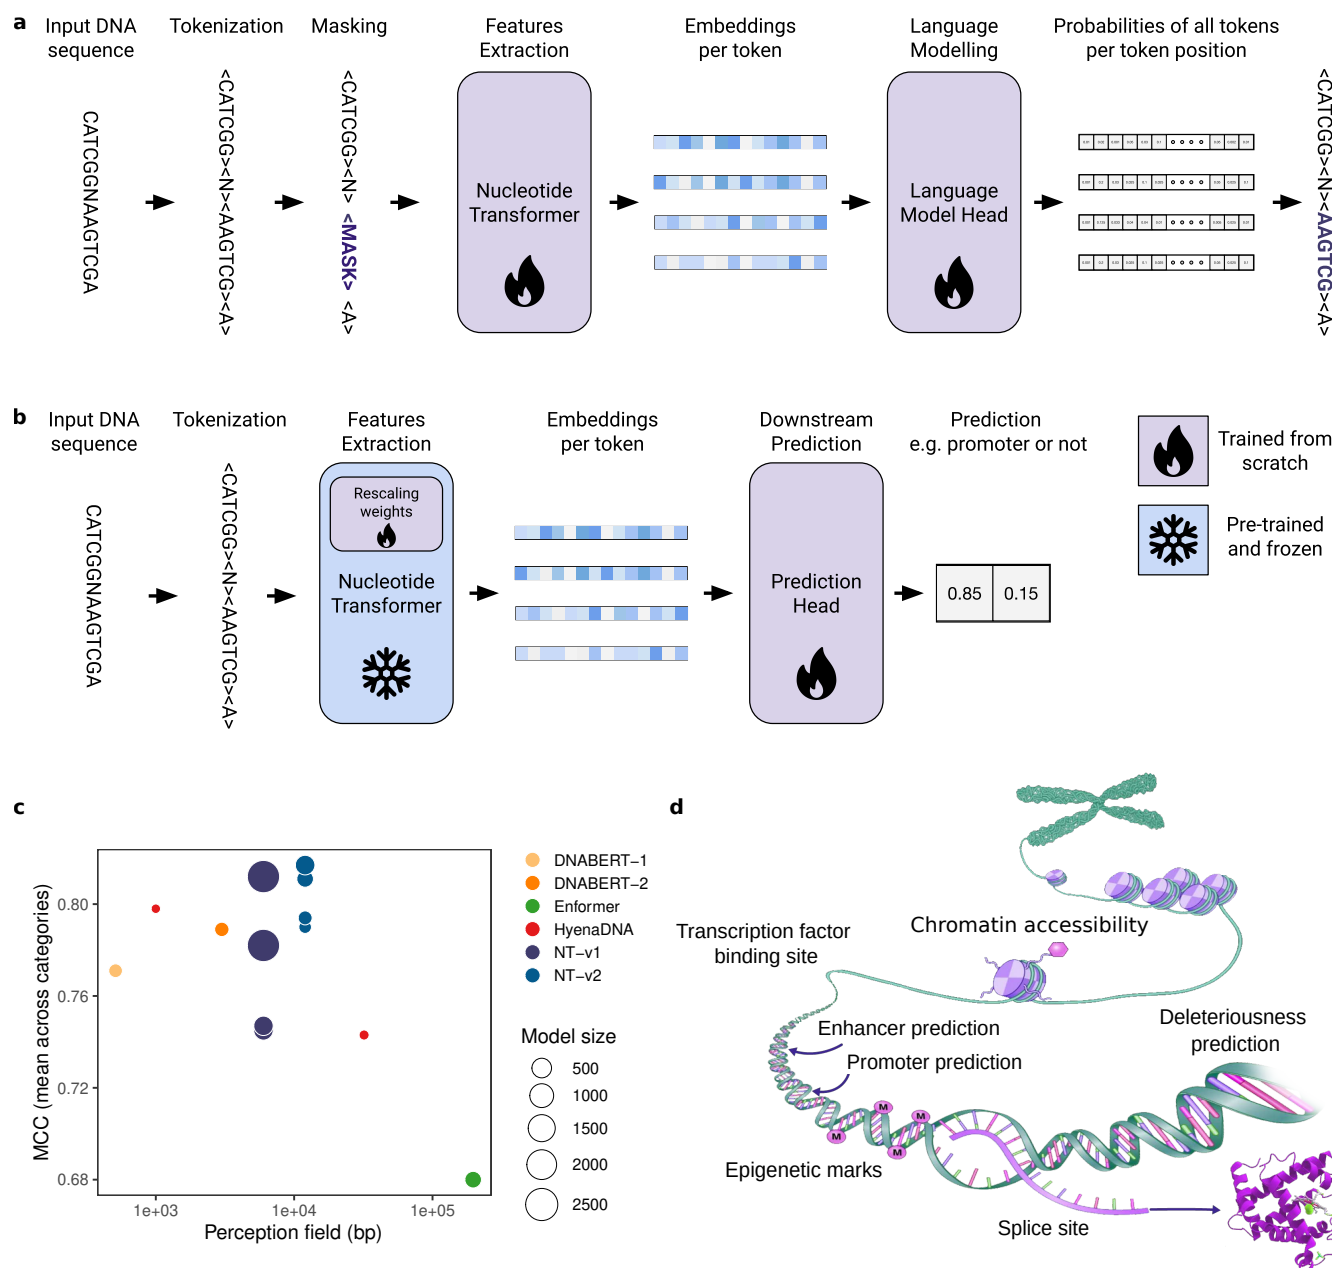 a
Input DNA
sequence
Tokenization
Masking
Features
Extraction
Embeddings
per token
Language
Modelling
Probabilities of all tokens
per token position
CATCGGNAAGTCGA
<CATCGG><N><AAGTCG><A>
<CATCGG><N> <MASK> <A>
Nucleotide
Transformer
Language
Model Head
<CATCGG><N><AAGTCG><A>
b
Input DNA
sequence
Tokenization
Features
Extraction
Embeddings
per token
Downstream
Prediction
Prediction
e.g. promoter or not
CATCGGNAAGTCGA
<CATCGG><N><AAGTCG><A>
Rescaling
weights
Nucleotide
Transformer
Prediction
Head
0.85 0.15
Trained from
scratch
Pre-trained
and frozen
c
MCC (mean across categories)
0.80
0.76
0.72
0.68
1e+03 1e+04 1e+05
Perception field (bp)
DNABERT−1
DNABERT−2
Enformer
HyenaDNA
NT−v1
NT−v2
Model size
500
1000
1500
2000
2500
d
Transcription factor
binding site
Chromatin accessibility
Enhancer prediction
Promoter prediction
Deleteriousness
prediction
M
M
M
M
Epigenetic marks
Splice site